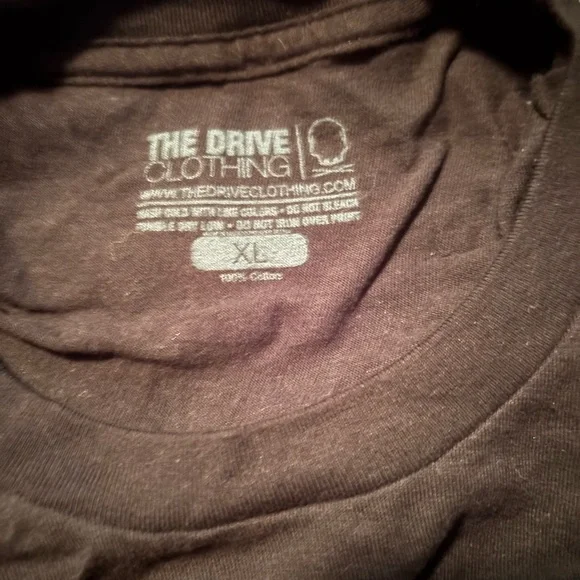 THE DRIVE
CLOTHING
WWW.THEDRIVECLOTHING.COM
WASH COLD WITH LIKE COLORS • DO NOT BLEACH
TUMBLE DRY LOW • DO NOT IRON OVER PRINT
XL
100% Cotton